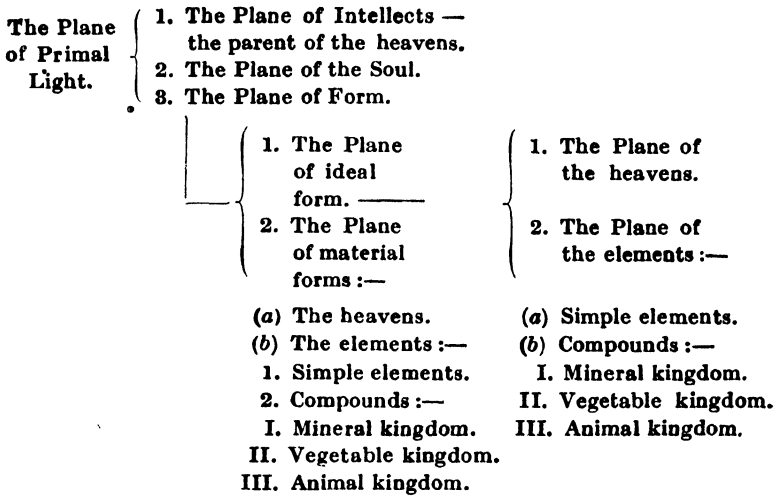 The Plane
of Primal
Light.
1. The Plane of Intellects —
the parent of the heavens.
2. The Plane of the Soul.
3. The Plane of Form.
1. The Plane
of ideal
form. ———
2. The Plane
of material
forms :—
(a) The heavens.
(b) The elements :—
1. Simple elements.
2. Compounds :—
I. Mineral kingdom.
II. Vegetable kingdom.
III. Animal kingdom.
1. The Plane of
the heavens.
2. The Plane of
the elements :—
(a) Simple elements.
(b) Compounds :—
I. Mineral kingdom.
II. Vegetable kingdom.
III. Animal kingdom.